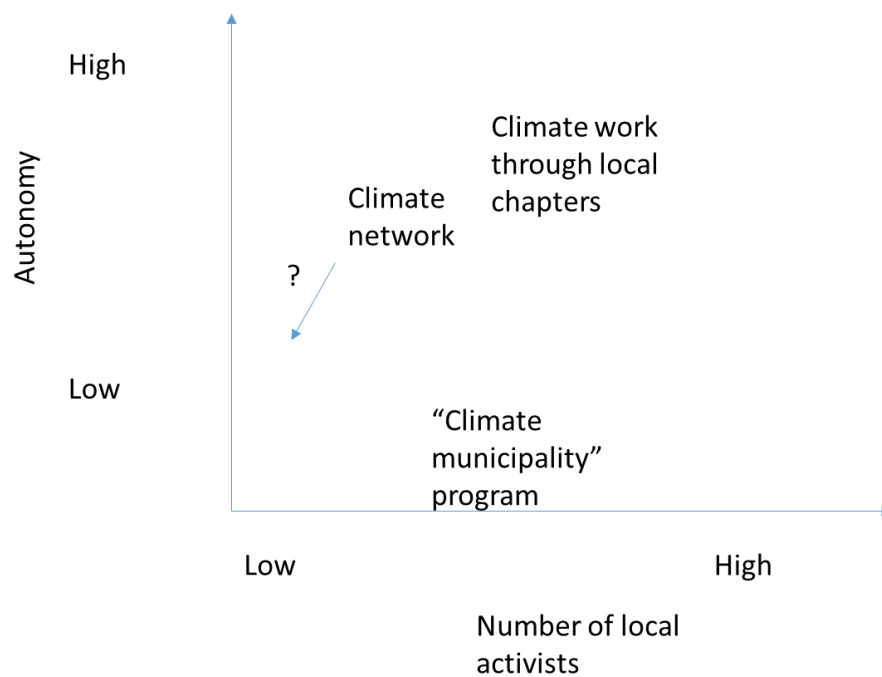 High
Autonomy
Climate work
through local
chapters
Climate
network
?
Low
“Climate
municipality”
program
Low
High
Number of local
activists